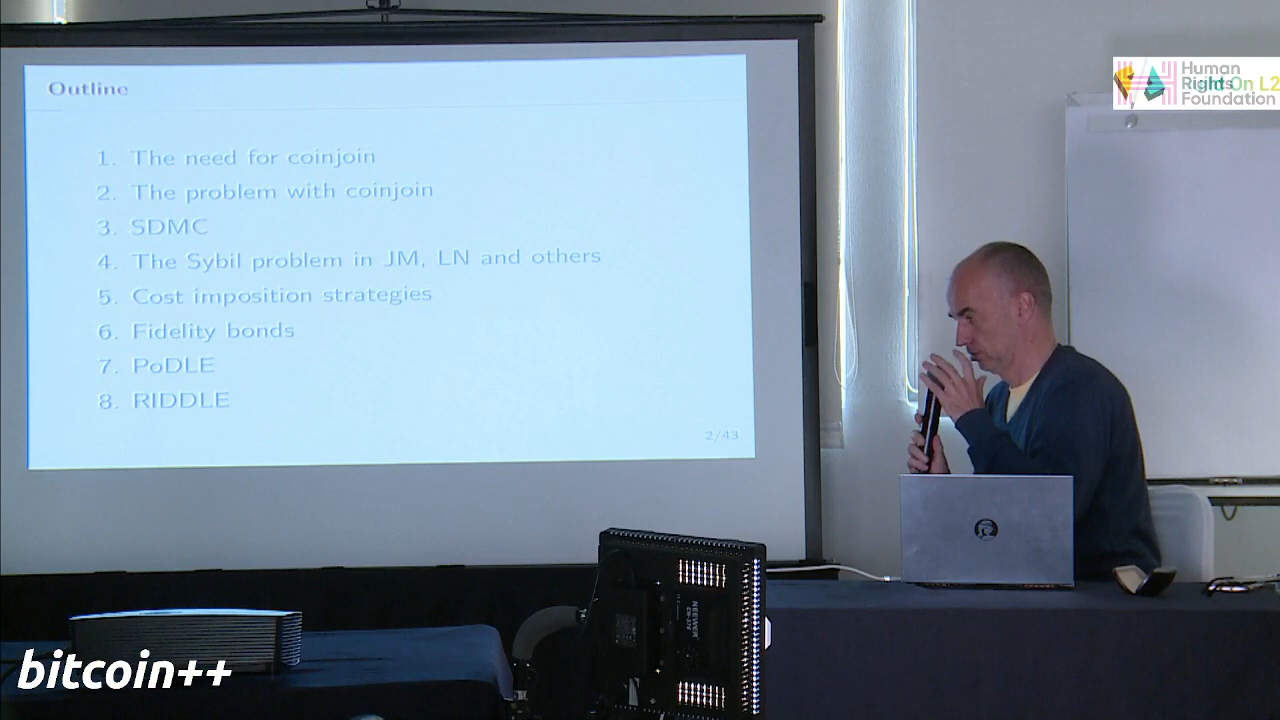 Outline
1. The need for coinjoin
2. The problem with coinjoin
3. SDMC
4. The Sybil problem in JM, LN and others
5. Cost imposition strategies
6. Fidelity bonds
7. PoDLE
8. RIDDLE
2/43
Human
Rights
On L2
Foundation
NEEWER
bitcoin++